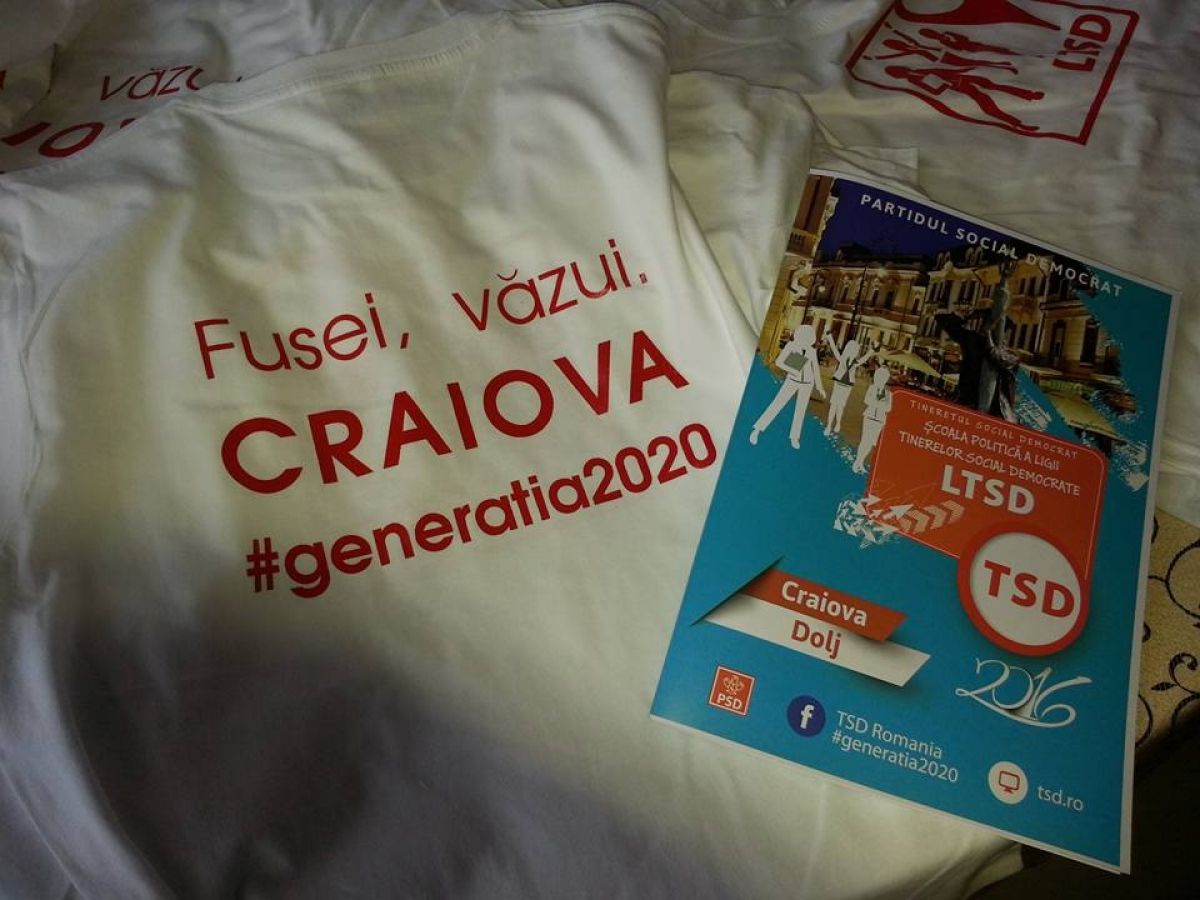 văzu
Fusei, văzui.
CRAIOVA
#generatia2020
LTSD
PARTIDUL SOCIAL DEMOCRAT
TINERETUL SOCIAL DEMOCRAT
ȘCOALA POLITICĂ A LIGII
TINERELOR SOCIAL DEMOCRATE
LTSD
TSD
Craiova
Dolj
2016
PSD
f
TSD Romania
#generatia2020
tsd.ro